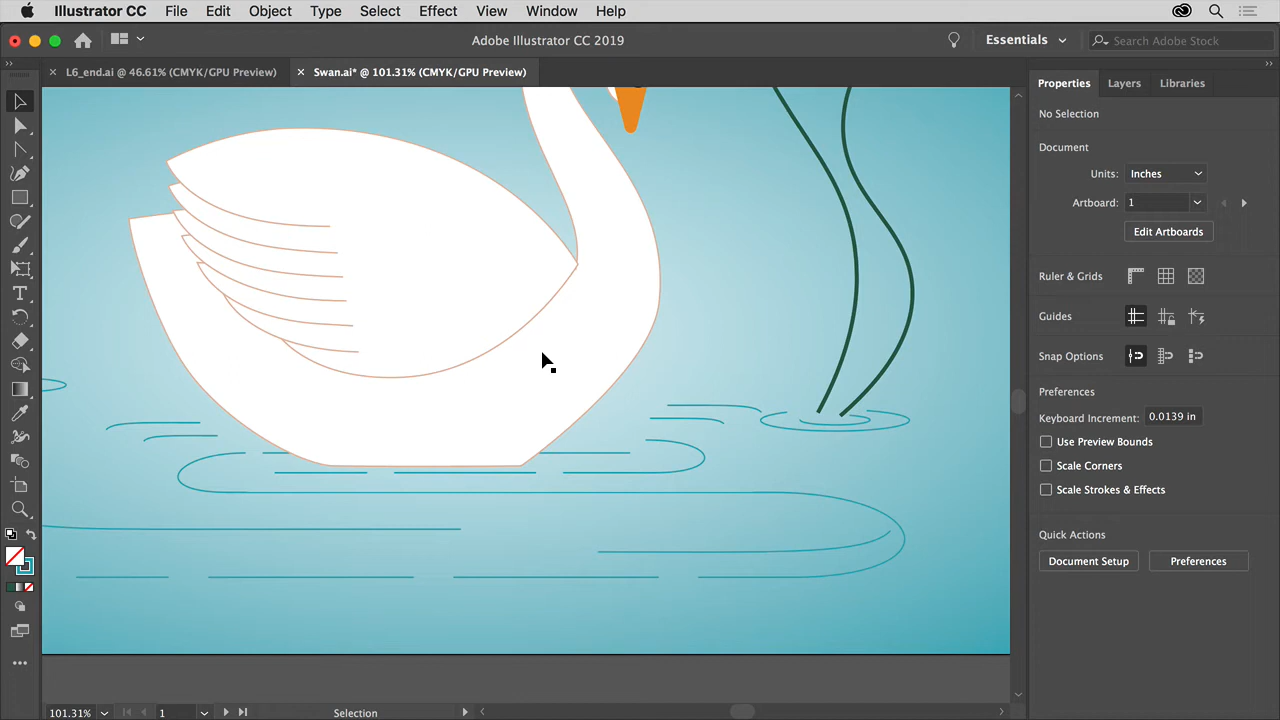 Illustrator CC File Edit Object Type Select Effect View Window Help
Adobe Illustrator CC 2019
Essentials
Search Adobe Stock
L6_end.ai @ 46.61% (CMYK/GPU Preview)
Swan.ai* @ 101.31% (CMYK/GPU Preview)
Properties Layers Libraries
No Selection
Document
Units: Inches
Artboard: 1
Edit Artboards
Ruler & Grids
Guides
Snap Options
Preferences
Keyboard Increment: 0.0139 in
Use Preview Bounds
Scale Corners
Scale Strokes & Effects
Quick Actions
Document Setup Preferences
101.31% 1 Selection